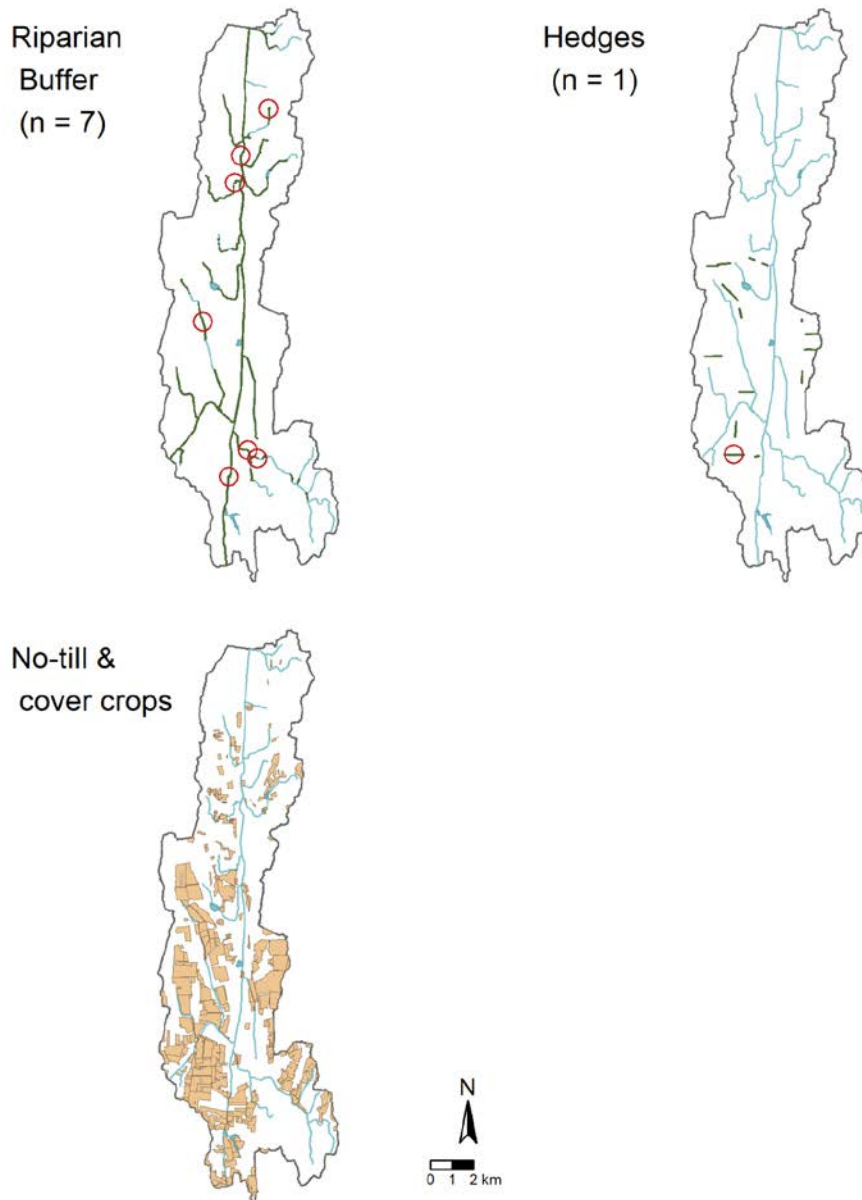 Riparian
Buffer
(n = 7)
Hedges
(n = 1)
No-till &
cover crops
N
0 1 2 km